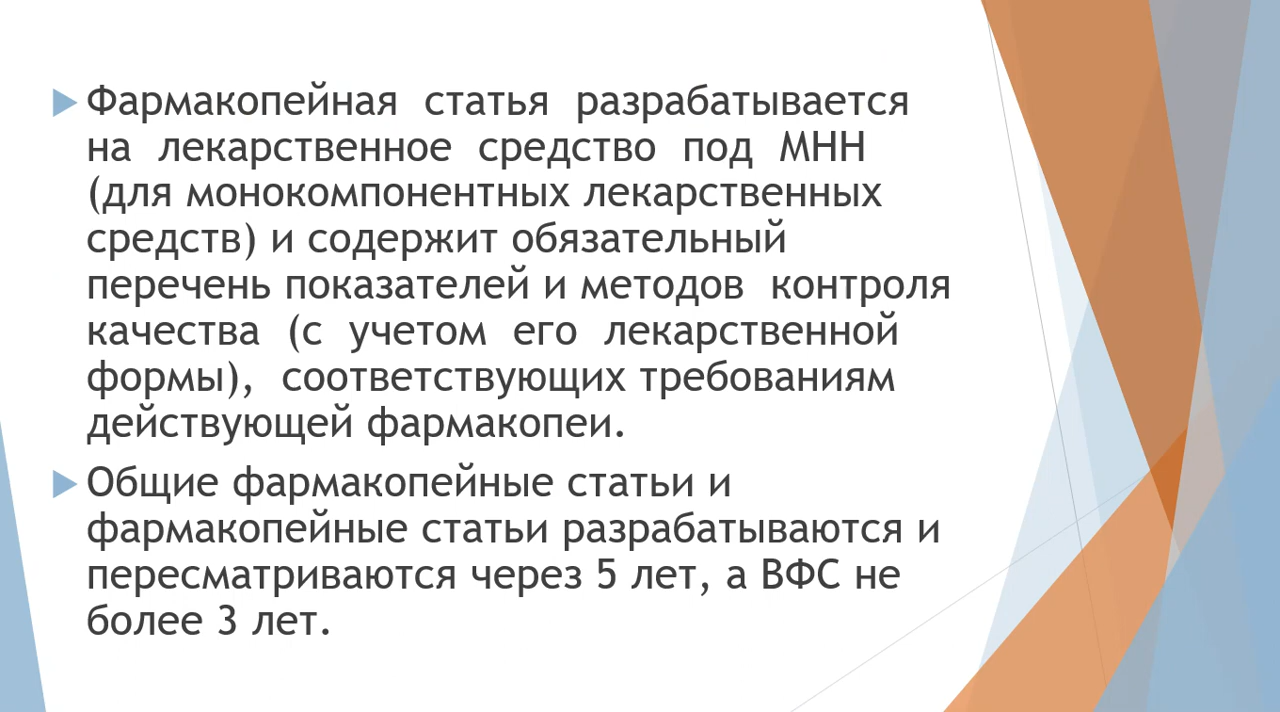 Фармакопейная статья разрабатывается
на лекарственное средство под МНН
(для монокомпонентных лекарственных
средств) и содержит обязательный
перечень показателей и методов контроля
качества (с учетом его лекарственной
формы), соответствующих требованиям
действующей фармакопеи.
Общие фармакопейные статьи и
фармакопейные статьи разрабатываются и
пересматриваются через 5 лет, а ВФС не
более 3 лет.